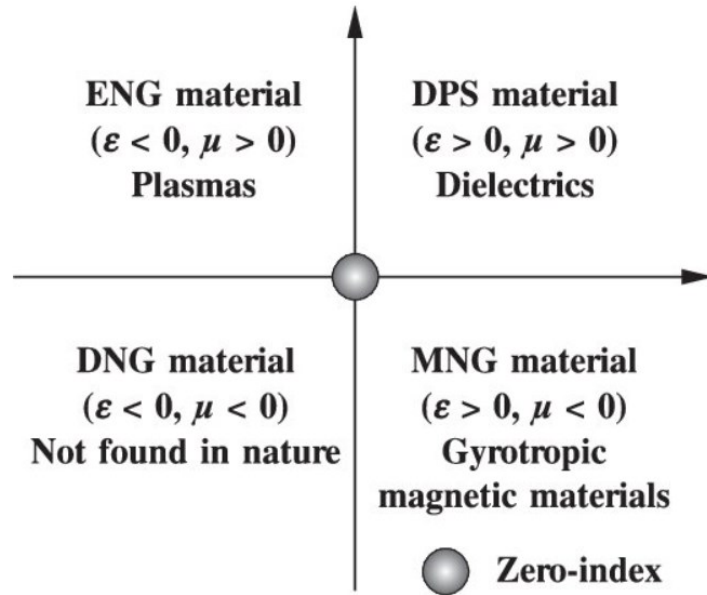 ENG material
(ε < 0, μ > 0)
Plasmas
DPS material
(ε > 0, μ > 0)
Dielectrics
DNG material
(ε < 0, μ < 0)
Not found in nature
MNG material
(ε > 0, μ < 0)
Gyrotropic
magnetic materials
Zero-index